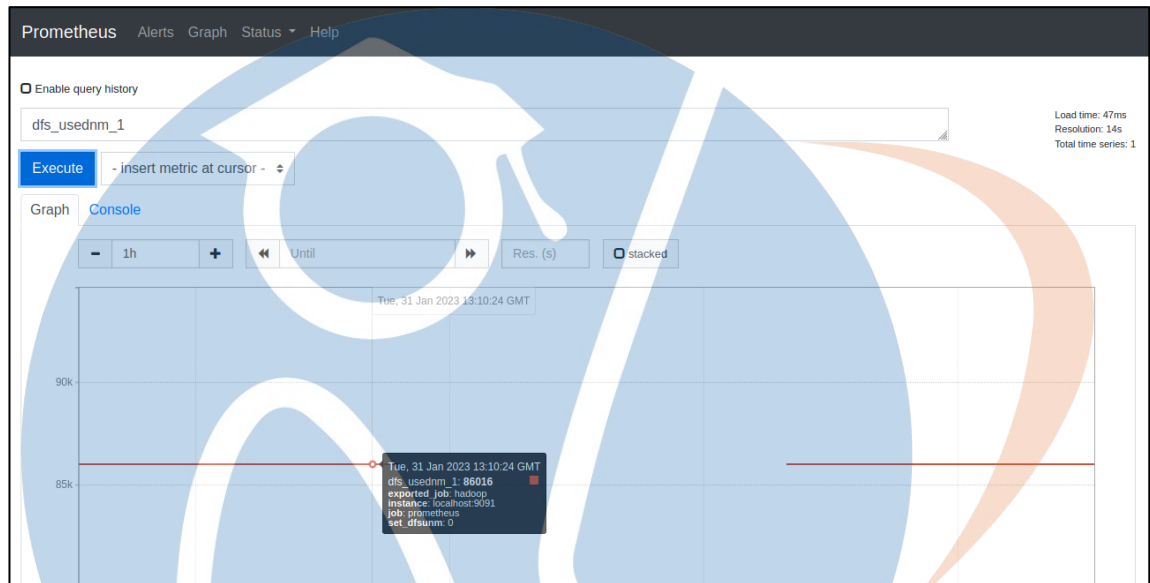 Prometheus Alerts Graph Status Help
Enable query history
dfs_usednm_1
Load time: 47ms
Resolution: 14s
Total time series: 1
Execute - insert metric at cursor -
Graph Console
1h Until Res. (s) stacked
Tue, 31 Jan 2023 13:10:24 GMT
90k
Tue, 31 Jan 2023 13:10:24 GMT
dfs_usednm_1: 86016
exported_job: hadoop
instance: localhost:9091
job: prometheus
set_dfsunm: 0
85k